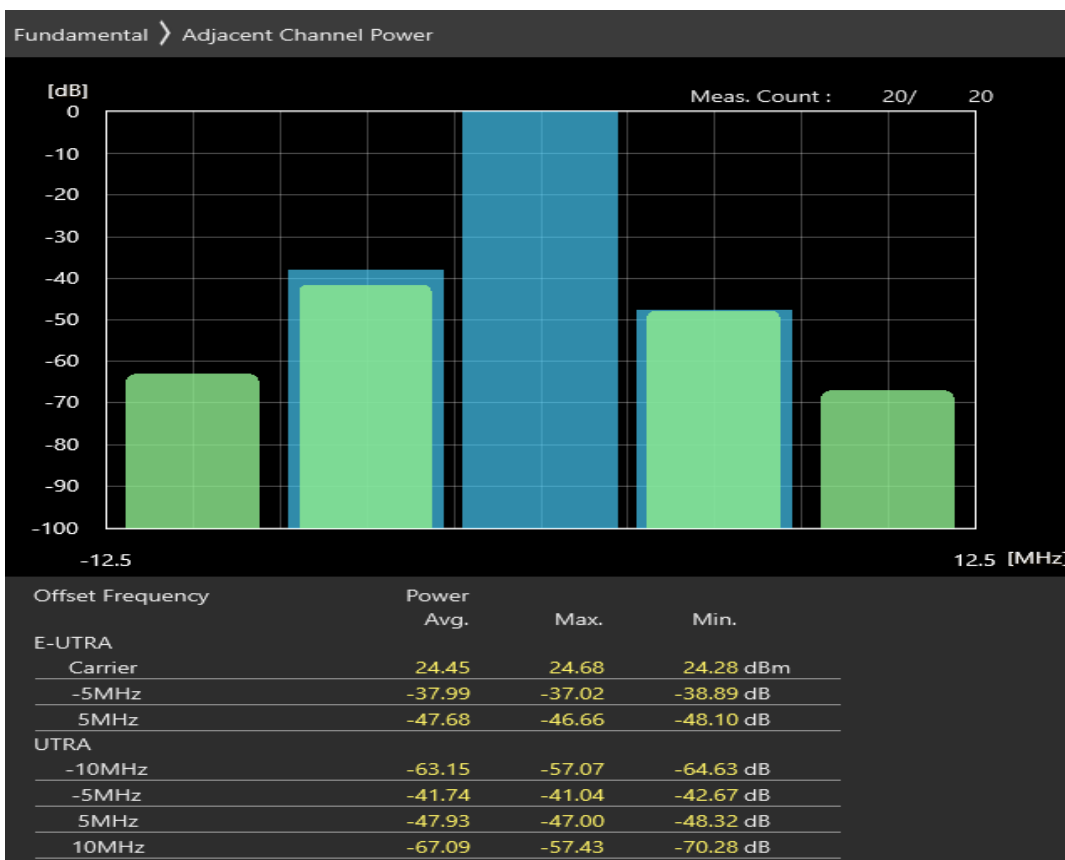 Fundamental ❯ Adjacent Channel Power
[dB]
Meas. Count : 20/ 20
0
-10
-20
-30
-40
-50
-60
-70
-80
-90
-100
-12.5 12.5 [MHz]
Offset Frequency Power
Avg. Max. Min.
E-UTRA
Carrier 24.45 24.68 24.28 dBm
-5MHz -37.99 -37.02 -38.89 dB
5MHz -47.68 -46.66 -48.10 dB
UTRA
-10MHz -63.15 -57.07 -64.63 dB
-5MHz -41.74 -41.04 -42.67 dB
5MHz -47.93 -47.00 -48.32 dB
10MHz -67.09 -57.43 -70.28 dB